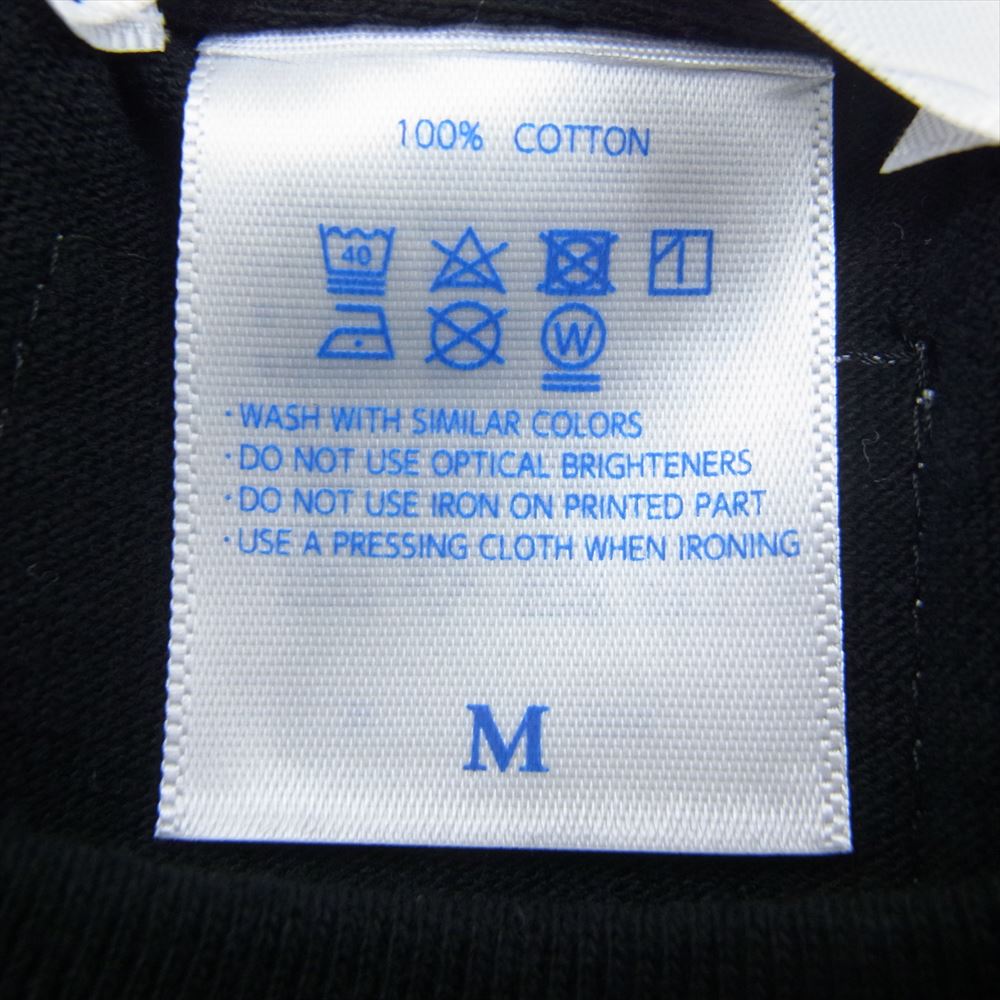 100% COTTON
40
W
· WASH WITH SIMILAR COLORS
· DO NOT USE OPTICAL BRIGHTENERS
· DO NOT USE IRON ON PRINTED PART
· USE A PRESSING CLOTH WHEN IRONING
M